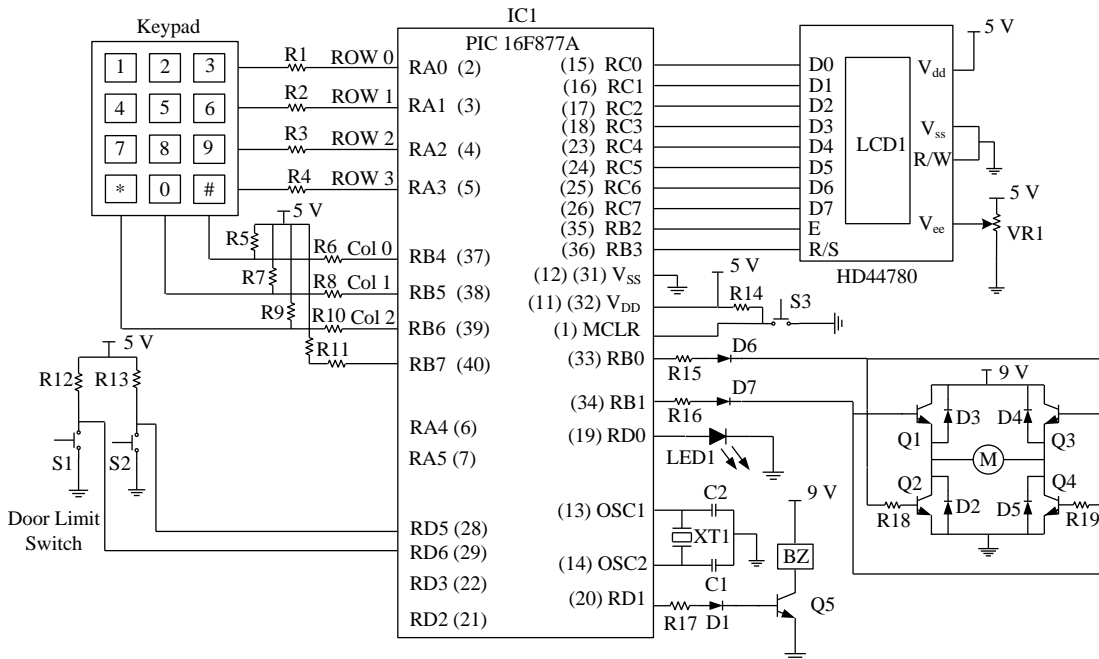 IC1
PIC 16F877A
Keypad
1 2 3
4 5 6
7 8 9
* 0 #
R1 ROW 0
R2 ROW 1
R3 ROW 2
R4 ROW 3
5 V
R5
R6 Col 0
R7
R8 Col 1
R9
R10 Col 2
R11
5 V
R12
R13
S1
S2
Door Limit
Switch
RA0 (2)
RA1 (3)
RA2 (4)
RA3 (5)
RB4 (37)
RB5 (38)
RB6 (39)
RB7 (40)
RA4 (6)
RA5 (7)
RD5 (28)
RD6 (29)
RD3 (22)
RD2 (21)
(15) RC0
(16) RC1
(17) RC2
(18) RC3
(23) RC4
(24) RC5
(25) RC6
(26) RC7
(35) RB2
(36) RB3
(12) (31) VSS
(11) (32) VDD
(1) MCLR
(33) RB0
(34) RB1
(19) RD0
(13) OSC1
(14) OSC2
(20) RD1
D0
D1
D2
D3
D4
D5
D6
D7
E
R/S
LCD1
Vdd
Vss
R/W
Vee
HD44780
5 V
5 V
VR1
5 V
R14
S3
R15
D6
R16
D7
LED1
C2
XT1
C1
R17
D1
9 V
BZ
Q5
9 V
Q1
D3
D4
Q3
M
Q2
Q4
R18
D2
D5
R19